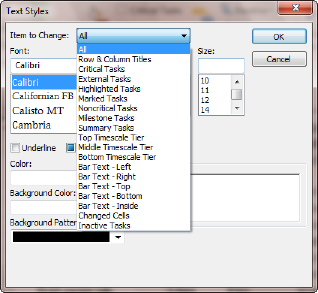 Text Styles
Item to Change: All
OK
Cancel
All
Row & Column Titles
Critical Tasks
External Tasks
Highlighted Tasks
Marked Tasks
Noncritical Tasks
Milestone Tasks
Summary Tasks
Top Timescale Tier
Middle Timescale Tier
Bottom Timescale Tier
Bar Text - Left
Bar Text - Right
Bar Text - Top
Bar Text - Bottom
Bar Text - Inside
Changed Cells
Inactive Tasks
Font:
Calibri
Calibri
Californian FB
Calisto MT
Cambria
Size:
10
11
12
14
Underline
Color:
Background Color:
Background Patter